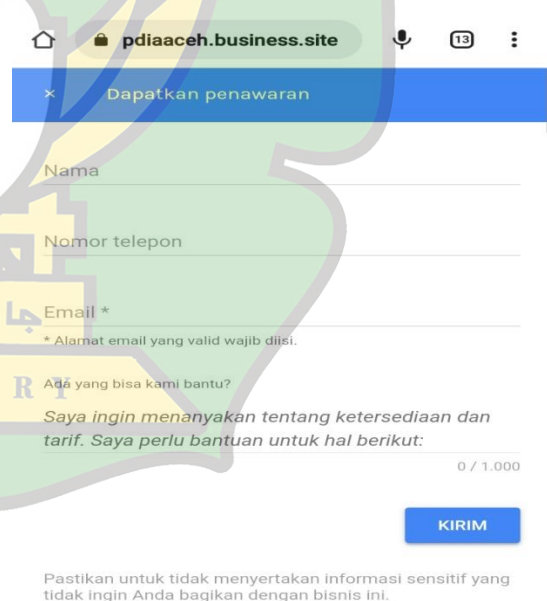 pdiaaceh.business.site
13
× Dapatkan penawaran
Nama
Nomor telepon
Email *
* Alamat email yang valid wajib diisi.
R Y
Ada yang bisa kami bantu?
Saya ingin menanyakan tentang ketersediaan dan
tarif. Saya perlu bantuan untuk hal berikut:
0 / 1.000
KIRIM
Pastikan untuk tidak menyertakan informasi sensitif yang
tidak ingin Anda bagikan dengan bisnis ini.